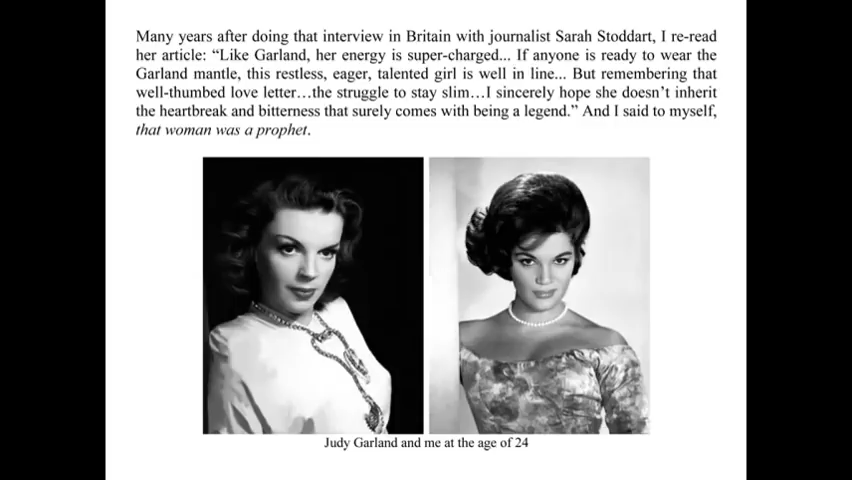 Many years after doing that interview in Britain with journalist Sarah Stoddart, I re-read
her article: “Like Garland, her energy is super-charged... If anyone is ready to wear the
Garland mantle, this restless, eager, talented girl is well in line... But remembering that
well-thumbed love letter…the struggle to stay slim…I sincerely hope she doesn’t inherit
the heartbreak and bitterness that surely comes with being a legend.” And I said to myself,
that woman was a prophet.
Judy Garland and me at the age of 24